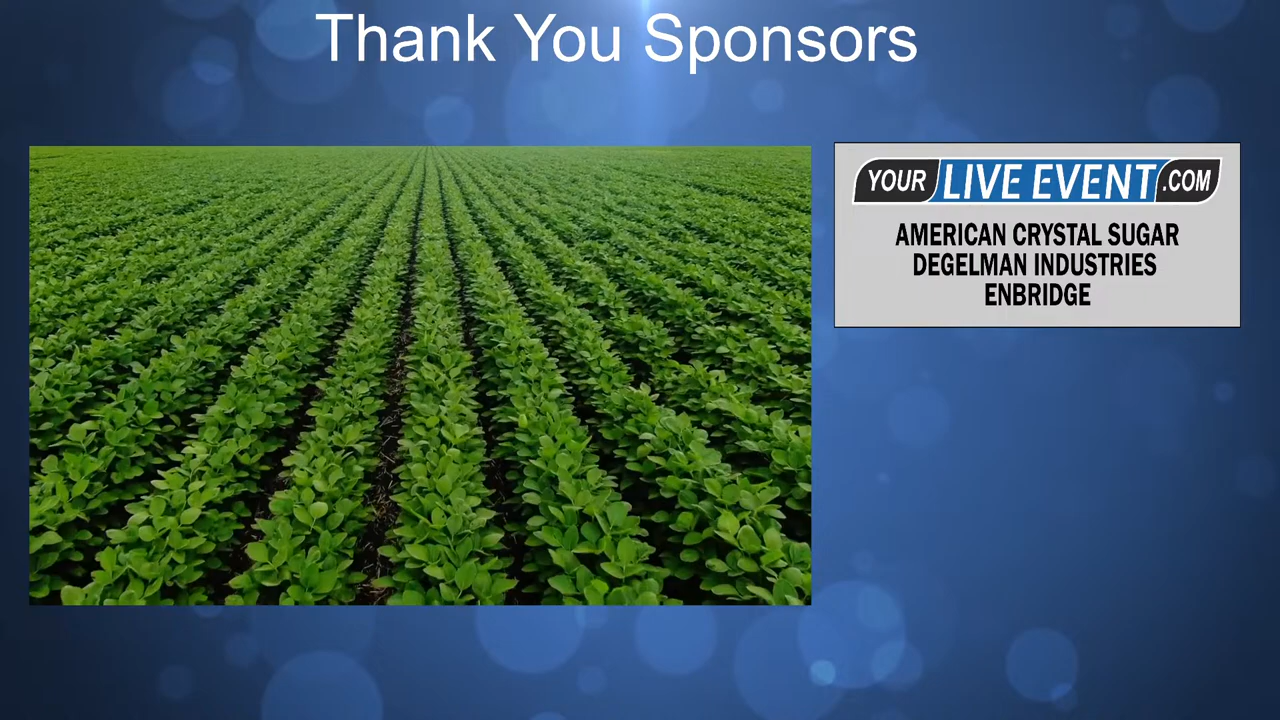 Thank You Sponsors
YOUR LIVE EVENT .COM
AMERICAN CRYSTAL SUGAR
DEGELMAN INDUSTRIES
ENBRIDGE